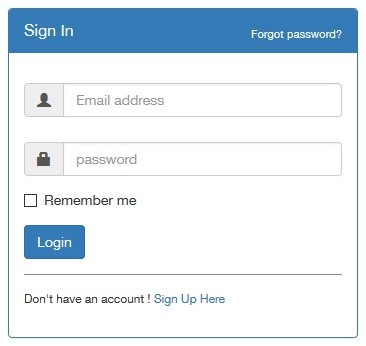 Sign In
Forgot password?
Email address
password
Remember me
Login
Don't have an account ! Sign Up Here